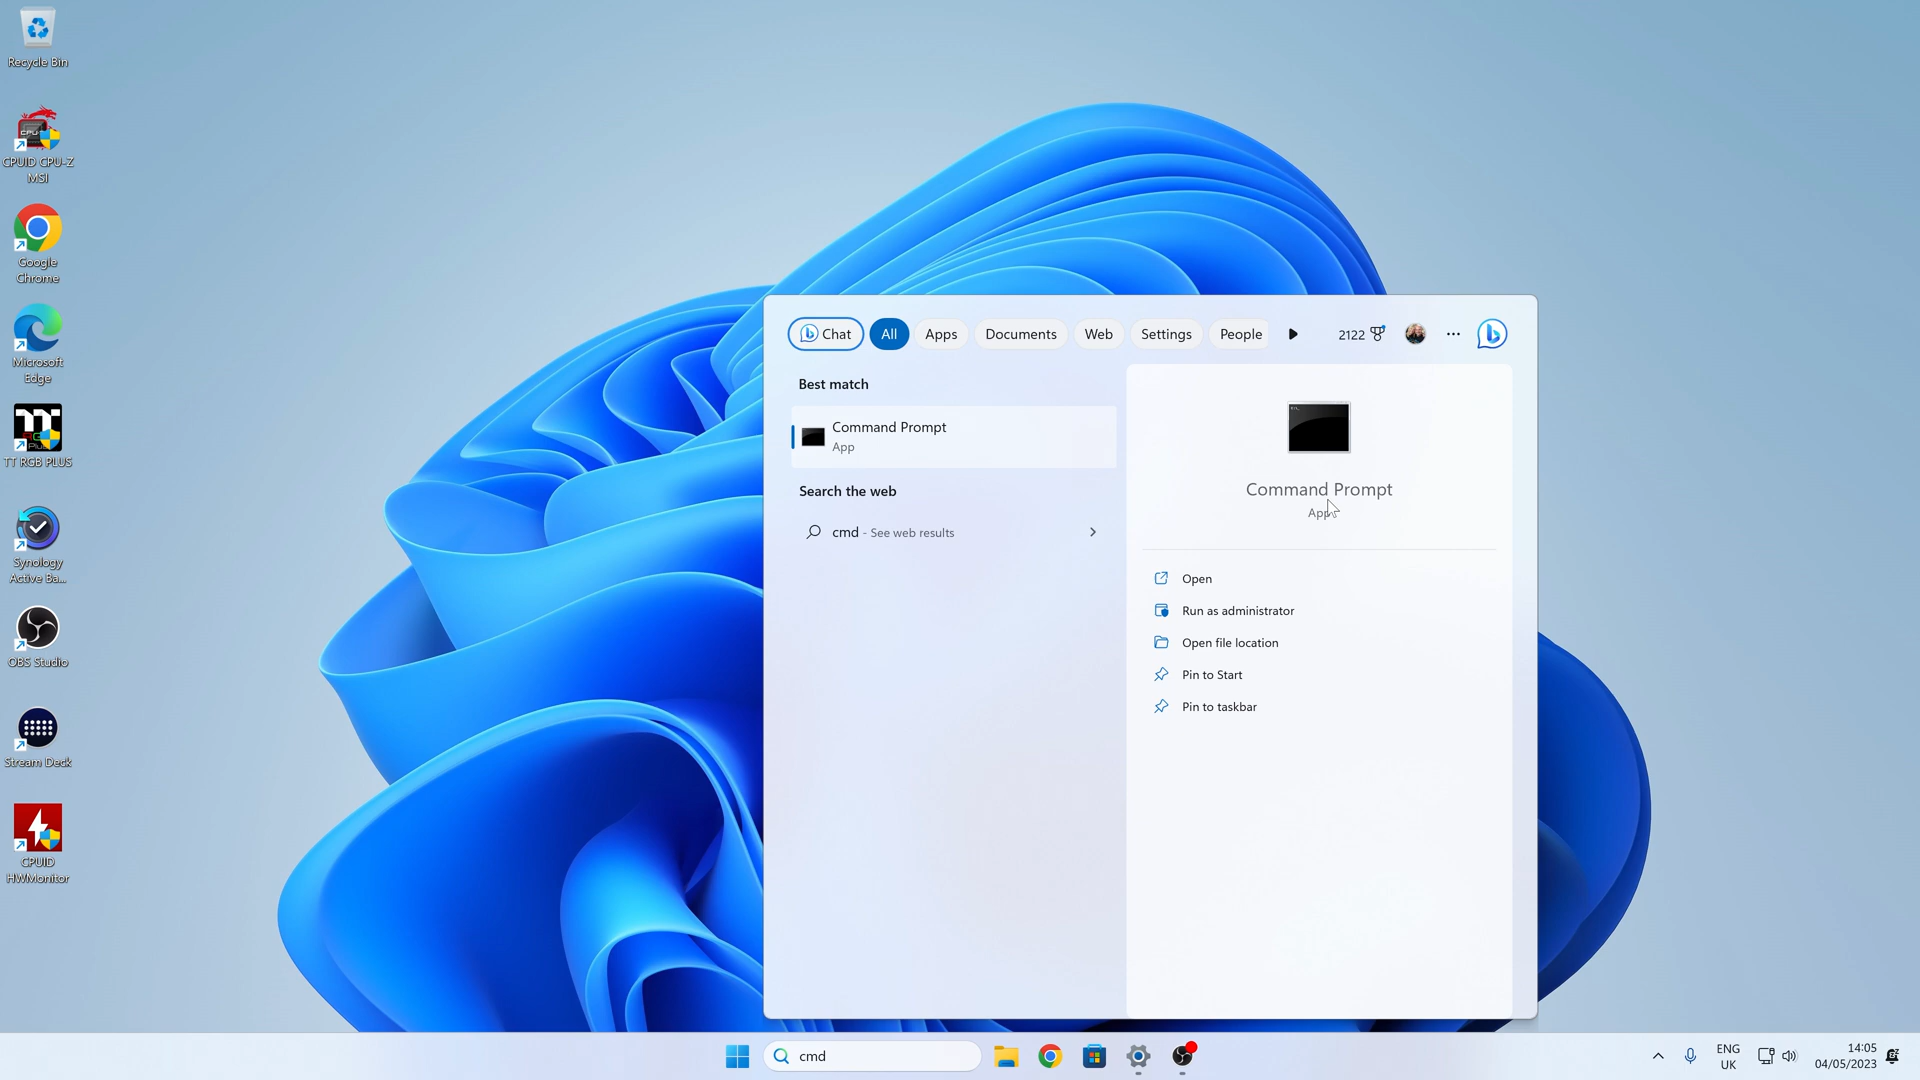 Recycle Bin
CPUID CPU-Z
MSI
Google
Chrome
Microsoft
Edge
TT RGB PLUS
Synology
Active Ba...
OBS Studio
Stream Deck
CPUID
HWMonitor
Chat
All
Apps
Documents
Web
Settings
People
2122
Best match
Command Prompt
App
Search the web
cmd - See web results
Command Prompt
App
Open
Run as administrator
Open file location
Pin to Start
Pin to taskbar
cmd
ENG
UK
14:05
04/05/2023